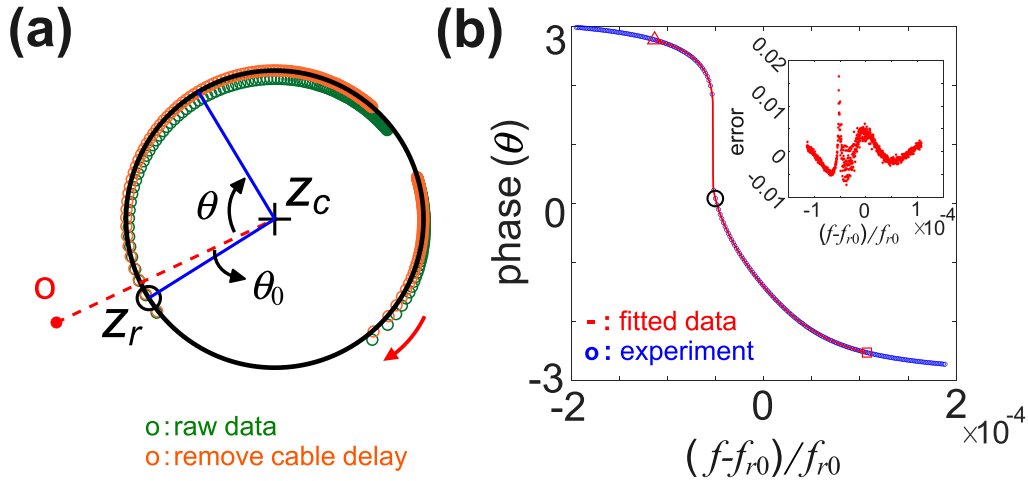 (a)
θ
z_c
θ₀
o
z_r
o:raw data
o:remove cable delay
(b)
3
0
-3
phase (θ)
-2
0
2
×10⁻⁴
(f-f_r0)/f_r0
-: fitted data
o: experiment
0.02
0.01
0
-0.01
error
-1
0
1
×10⁻⁴
(f-f_r0)/f_r0